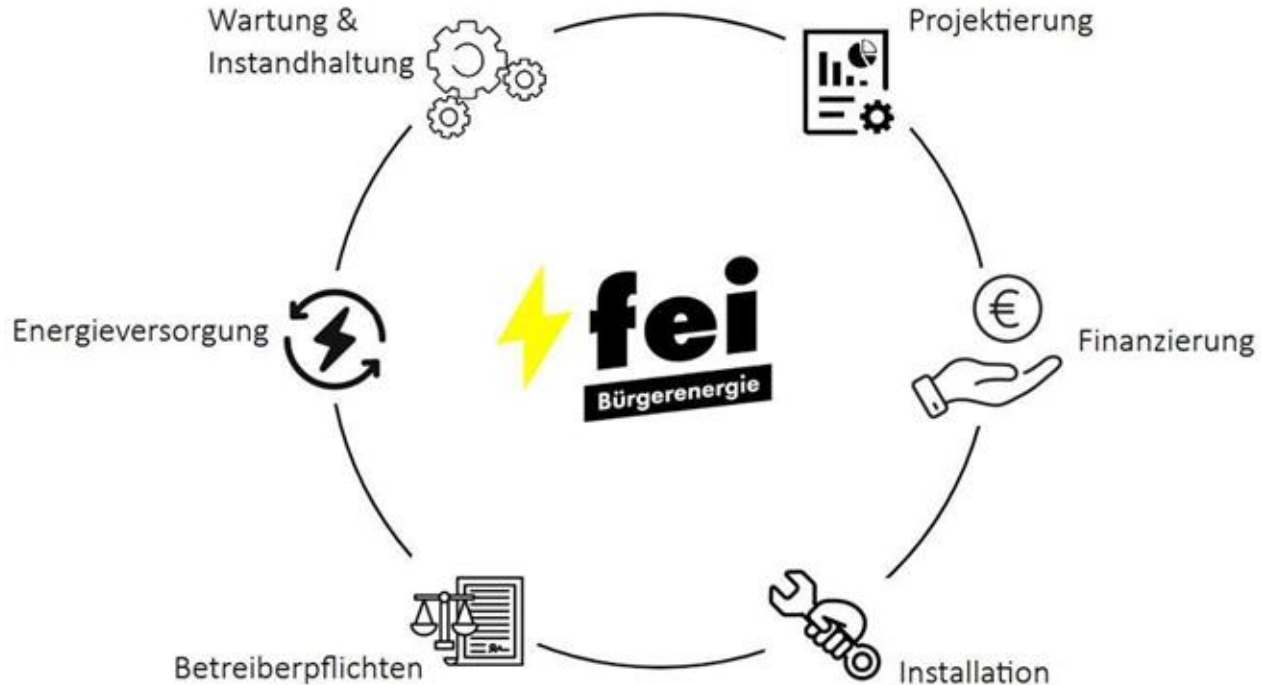 Wartung &
Instandhaltung
Projektierung
Energieversorgung
fei
Bürgerenergie
€
Finanzierung
Betreiberpflichten
Installation